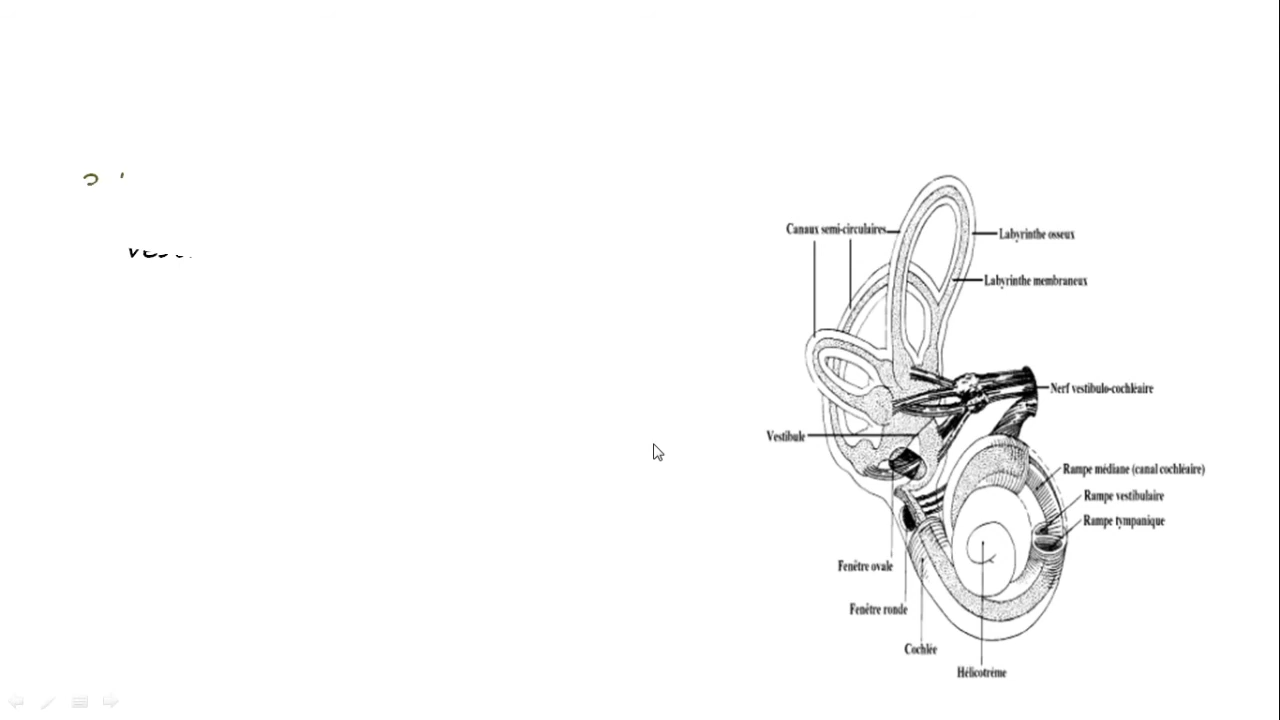 Canaux semi-circulaires
Labyrinthe osseux
Labyrinthe membraneux
Nerf vestibulo-cochléaire
Vestibule
Rampe médiane (canal cochléaire)
Rampe vestibulaire
Rampe tympanique
Fenêtre ovale
Fenêtre ronde
Cochlée
Hélicotrème